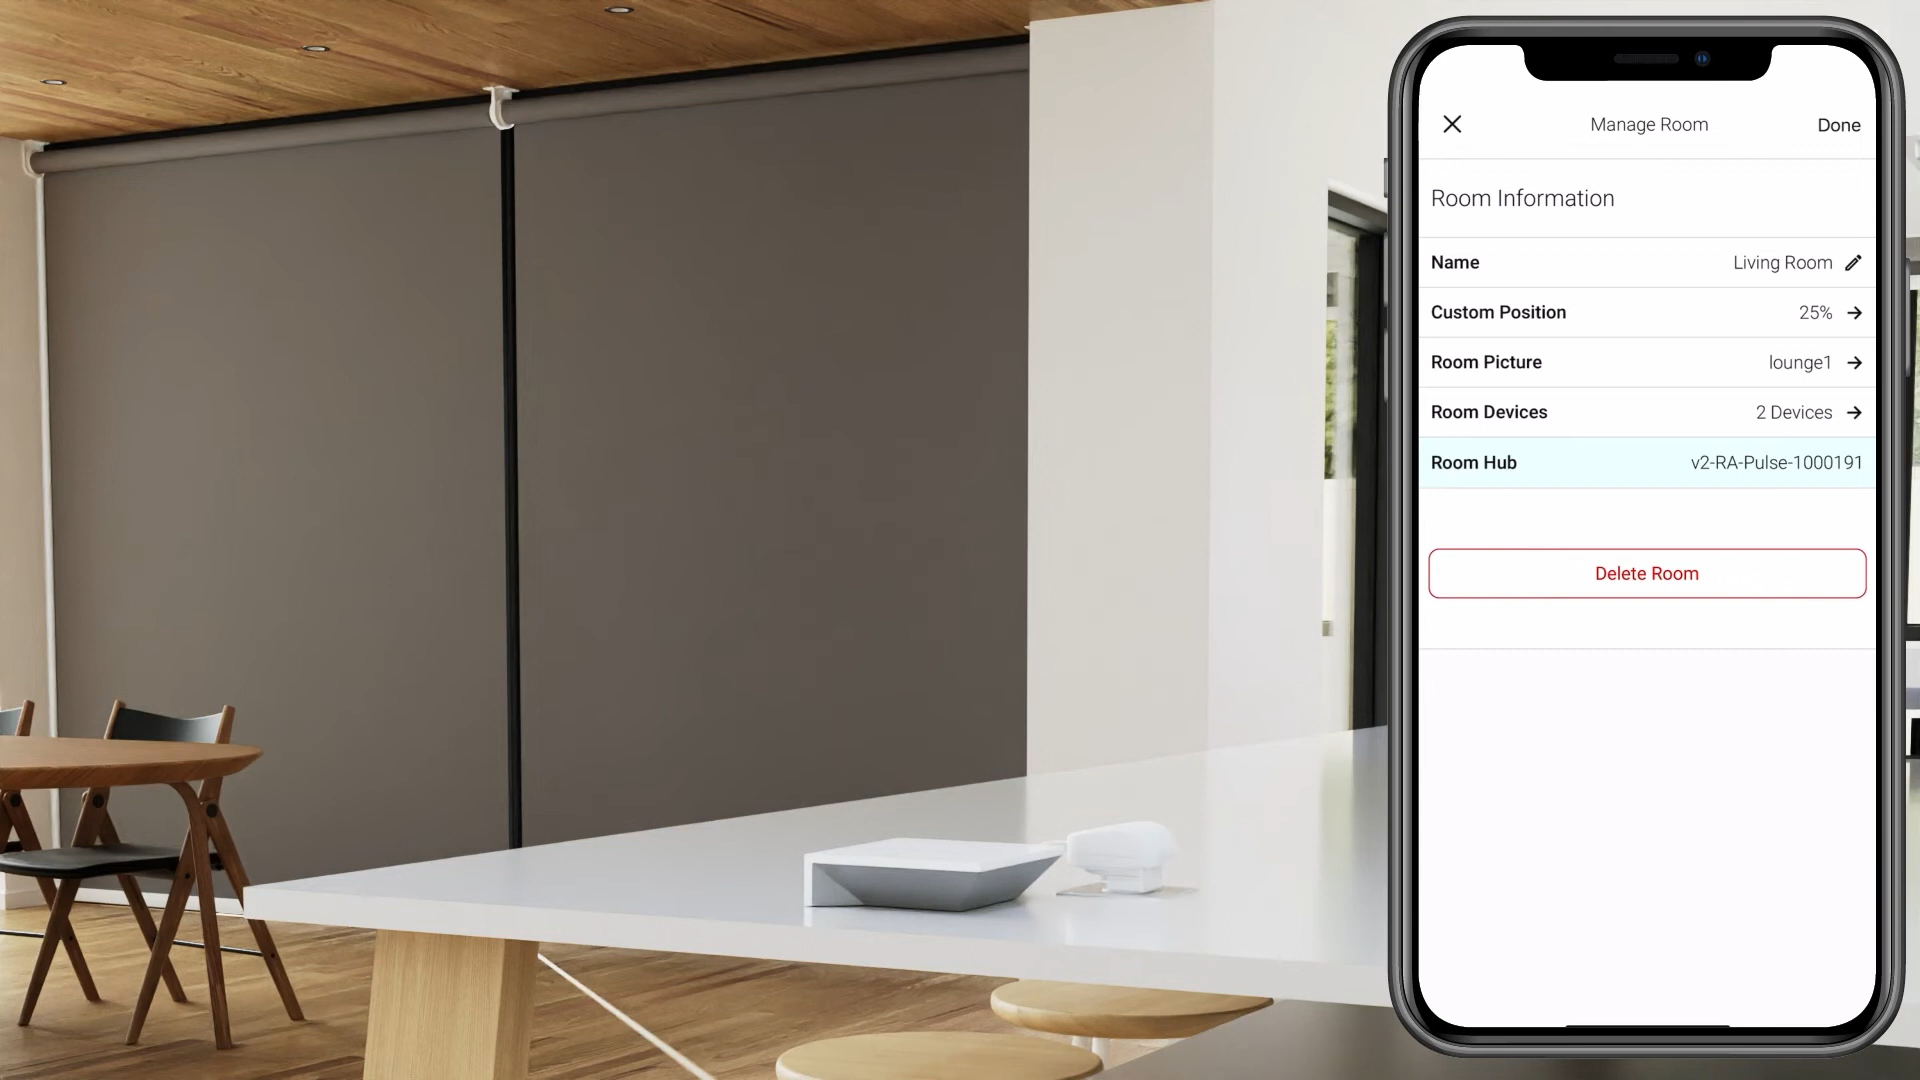 Manage Room
Done
Room Information
Name
Living Room
Custom Position
25%
Room Picture
lounge1
Room Devices
2 Devices
Room Hub
v2-RA-Pulse-1000191
Delete Room